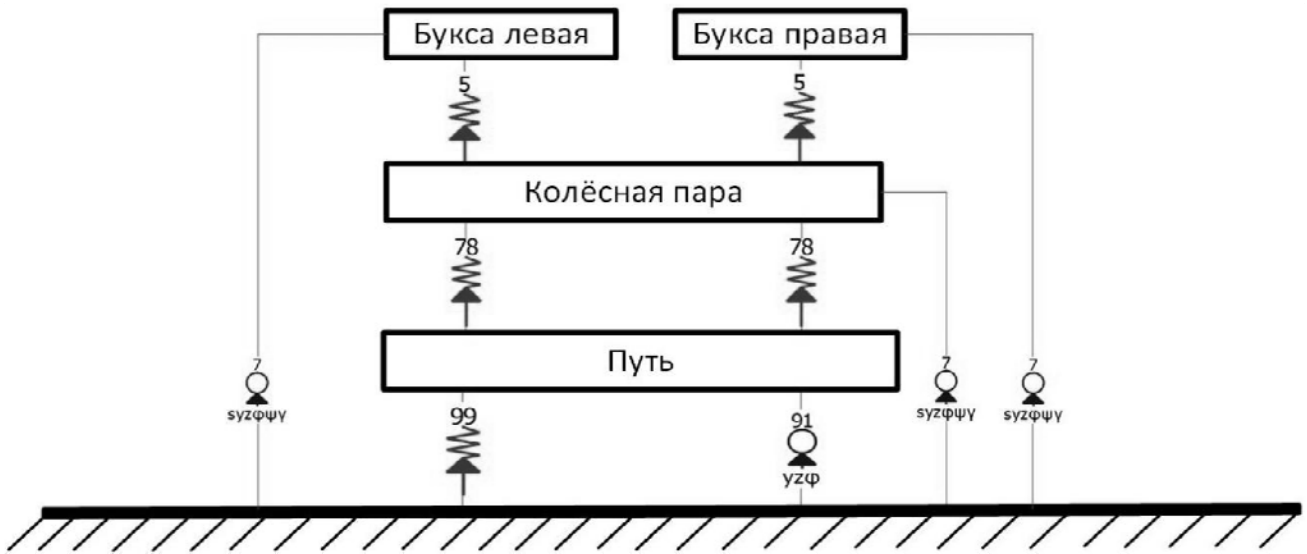 Букса левая
Букса правая
5
5
Колёсная пара
78
78
Путь
7
syzφψγ
7
syzφψγ
7
syzφψγ
99
91
yzφ